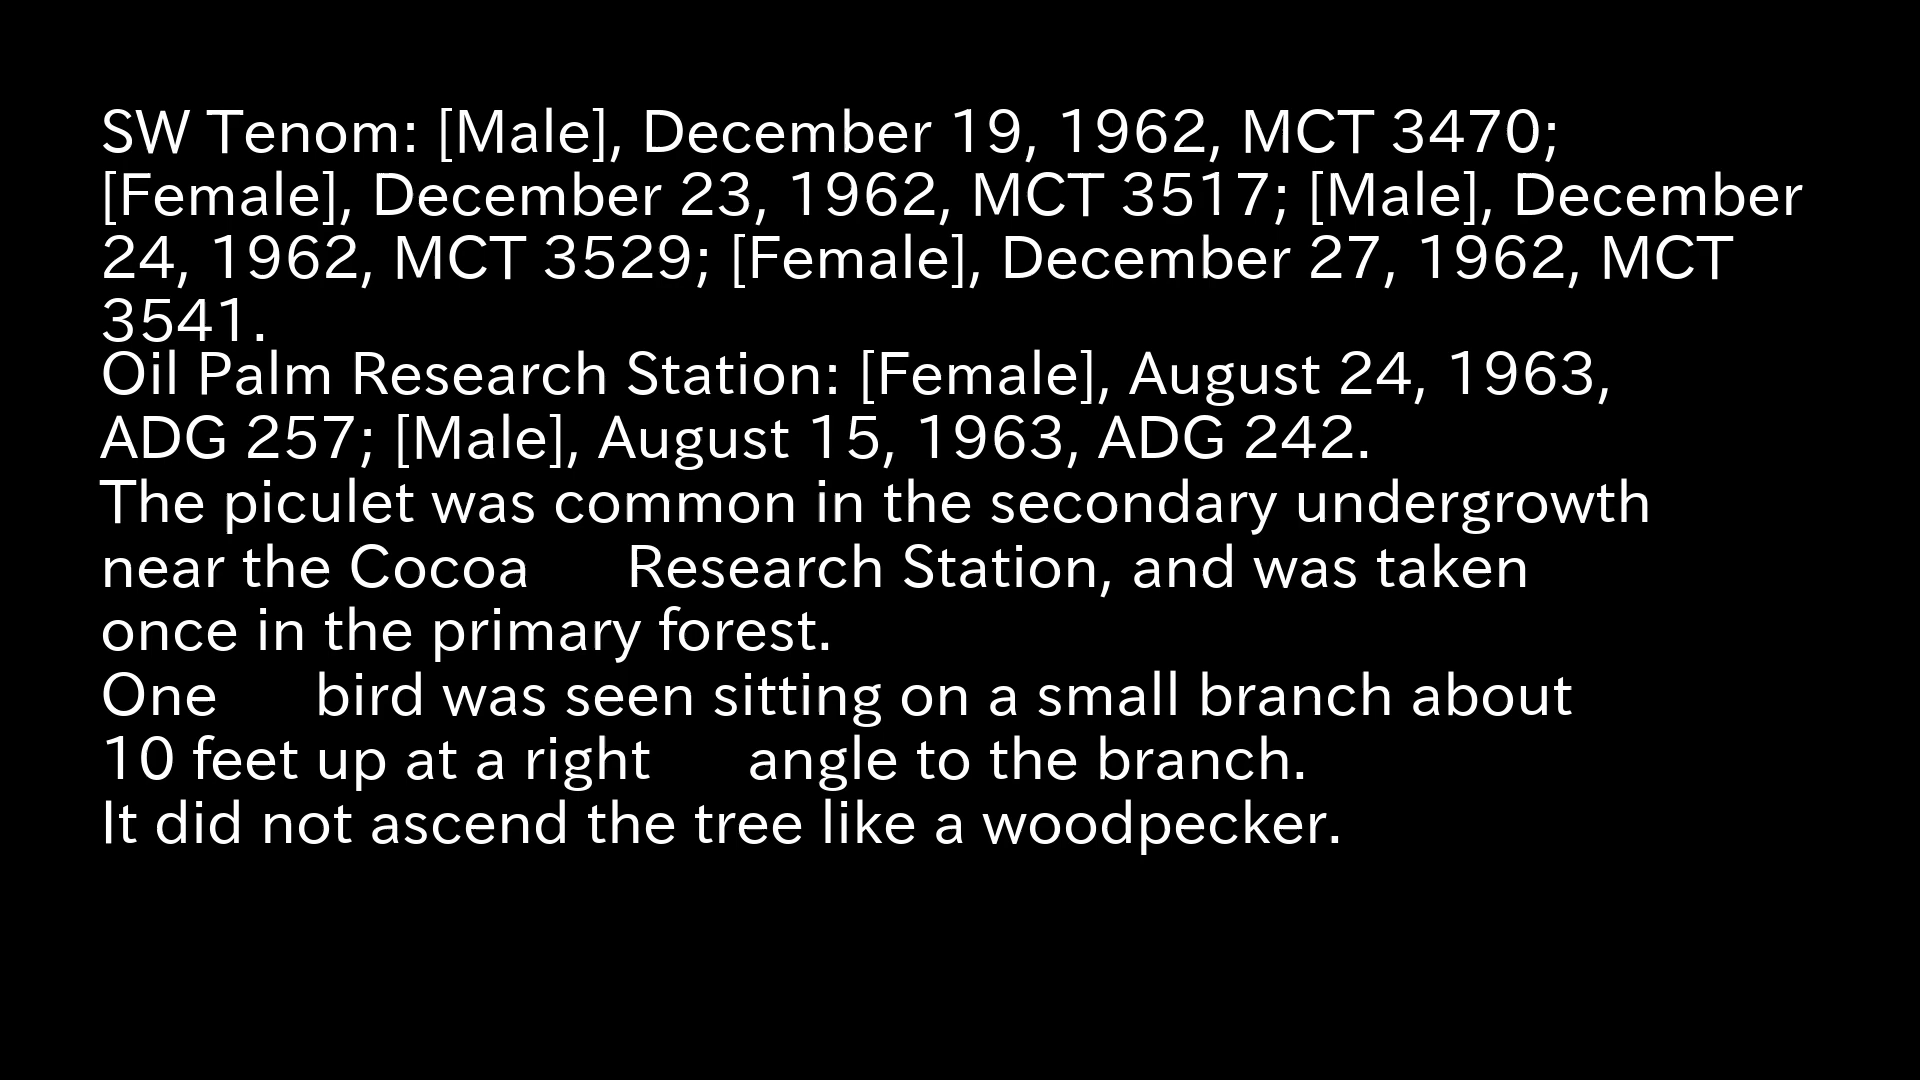 SW Tenom: [Male], December 19, 1962, MCT 3470;
[Female], December 23, 1962, MCT 3517; [Male], December
24, 1962, MCT 3529; [Female], December 27, 1962, MCT
3541.
Oil Palm Research Station: [Female], August 24, 1963,
ADG 257; [Male], August 15, 1963, ADG 242.
The piculet was common in the secondary undergrowth
near the Cocoa Research Station, and was taken
once in the primary forest.
One bird was seen sitting on a small branch about
10 feet up at a right angle to the branch.
It did not ascend the tree like a woodpecker.